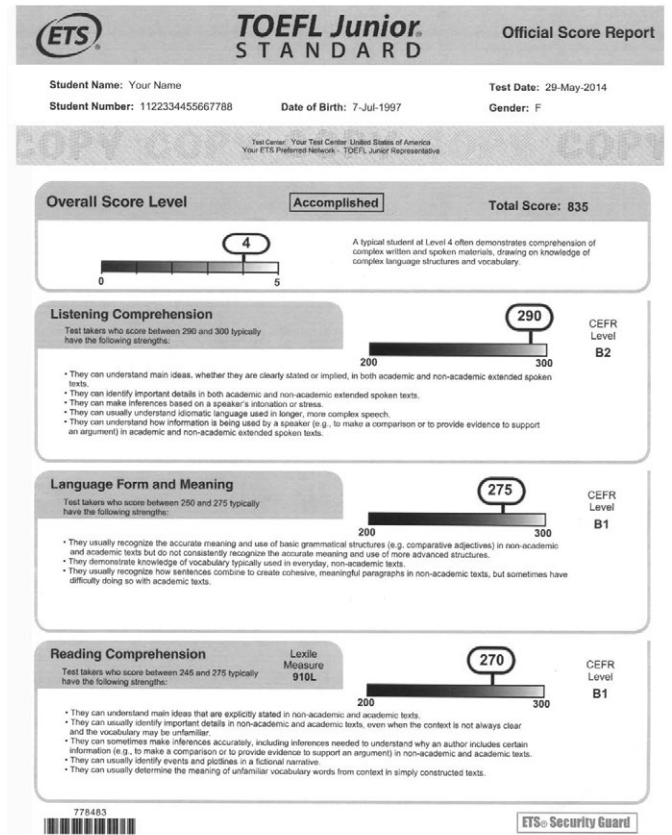 ETS®
TOEFL Junior®
STANDARD
Official Score Report
Student Name: Your Name
Test Date: 29-May-2014
Student Number: 1122334455667788
Date of Birth: 7-Jul-1997
Gender: F
COPY COPY
COPY
Test Center: Your Test Center United States of America
Your ETS Preferred Network - TOEFL Junior Representative
Overall Score Level
Accomplished
Total Score: 835
4
0
5
A typical student at Level 4 often demonstrates comprehension of
complex written and spoken materials, drawing on knowledge of
complex language structures and vocabulary.
Listening Comprehension
Test takers who score between 290 and 300 typically
have the following strengths:
290
200
300
CEFR
Level
B2
• They can understand main ideas, whether they are clearly stated or implied, in both academic and non-academic extended spoken
texts.
• They can identify important details in both academic and non-academic extended spoken texts.
• They can make inferences based on a speaker's intonation or stress.
• They can usually understand idiomatic language used in longer, more complex speech.
• They can understand how information is being used by a speaker (e.g., to make a comparison or to provide evidence to support
an argument) in academic and non-academic extended spoken texts.
Language Form and Meaning
Test takers who score between 250 and 275 typically
have the following strengths:
275
200
300
CEFR
Level
B1
• They usually recognize the accurate meaning and use of basic grammatical structures (e.g. comparative adjectives) in non-academic
and academic texts but do not consistently recognize the accurate meaning and use of more advanced structures.
• They demonstrate knowledge of vocabulary typically used in everyday, non-academic texts.
• They usually recognize how sentences combine to create cohesive, meaningful paragraphs in non-academic texts, but sometimes have
difficulty doing so with academic texts.
Reading Comprehension
Test takers who score between 245 and 275 typically
have the following strengths:
Lexile
Measure
910L
270
200
300
CEFR
Level
B1
• They can understand main ideas that are explicitly stated in non-academic and academic texts.
• They can usually identify important details in non-academic and academic texts, even when the context is not always clear
and the vocabulary may be unfamiliar.
• They can sometimes make inferences accurately, including inferences needed to understand why an author includes certain
information (e.g., to make a comparison or to provide evidence to support an argument) in non-academic and academic texts.
• They can usually identify events and plotlines in a fictional narrative.
• They can usually determine the meaning of unfamiliar vocabulary words from context in simply constructed texts.
778483
ETS® Security Guard